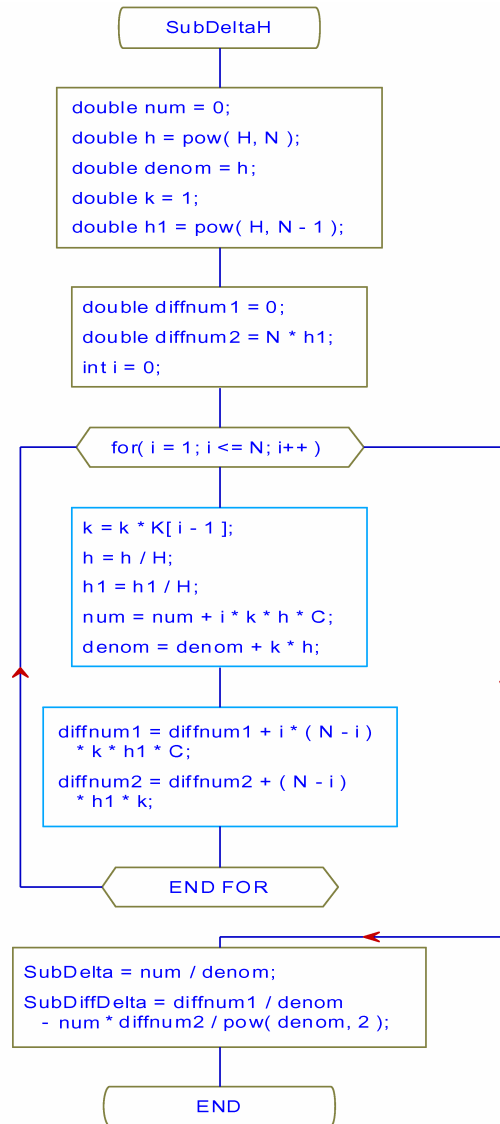 SubDeltaH
double num = 0;
double h = pow( H, N );
double denom = h;
double k = 1;
double h1 = pow( H, N - 1 );
double diffnum1 = 0;
double diffnum2 = N * h1;
int i = 0;
for( i = 1; i <= N; i++ )
k = k * K[ i - 1 ];
h = h / H;
h1 = h1 / H;
num = num + i * k * h * C;
denom = denom + k * h;
diffnum1 = diffnum1 + i * ( N - i )
* k * h1 * C;
diffnum2 = diffnum2 + ( N - i )
* h1 * k;
END FOR
SubDelta = num / denom;
SubDiffDelta = diffnum1 / denom
- num * diffnum2 / pow( denom, 2 );
END